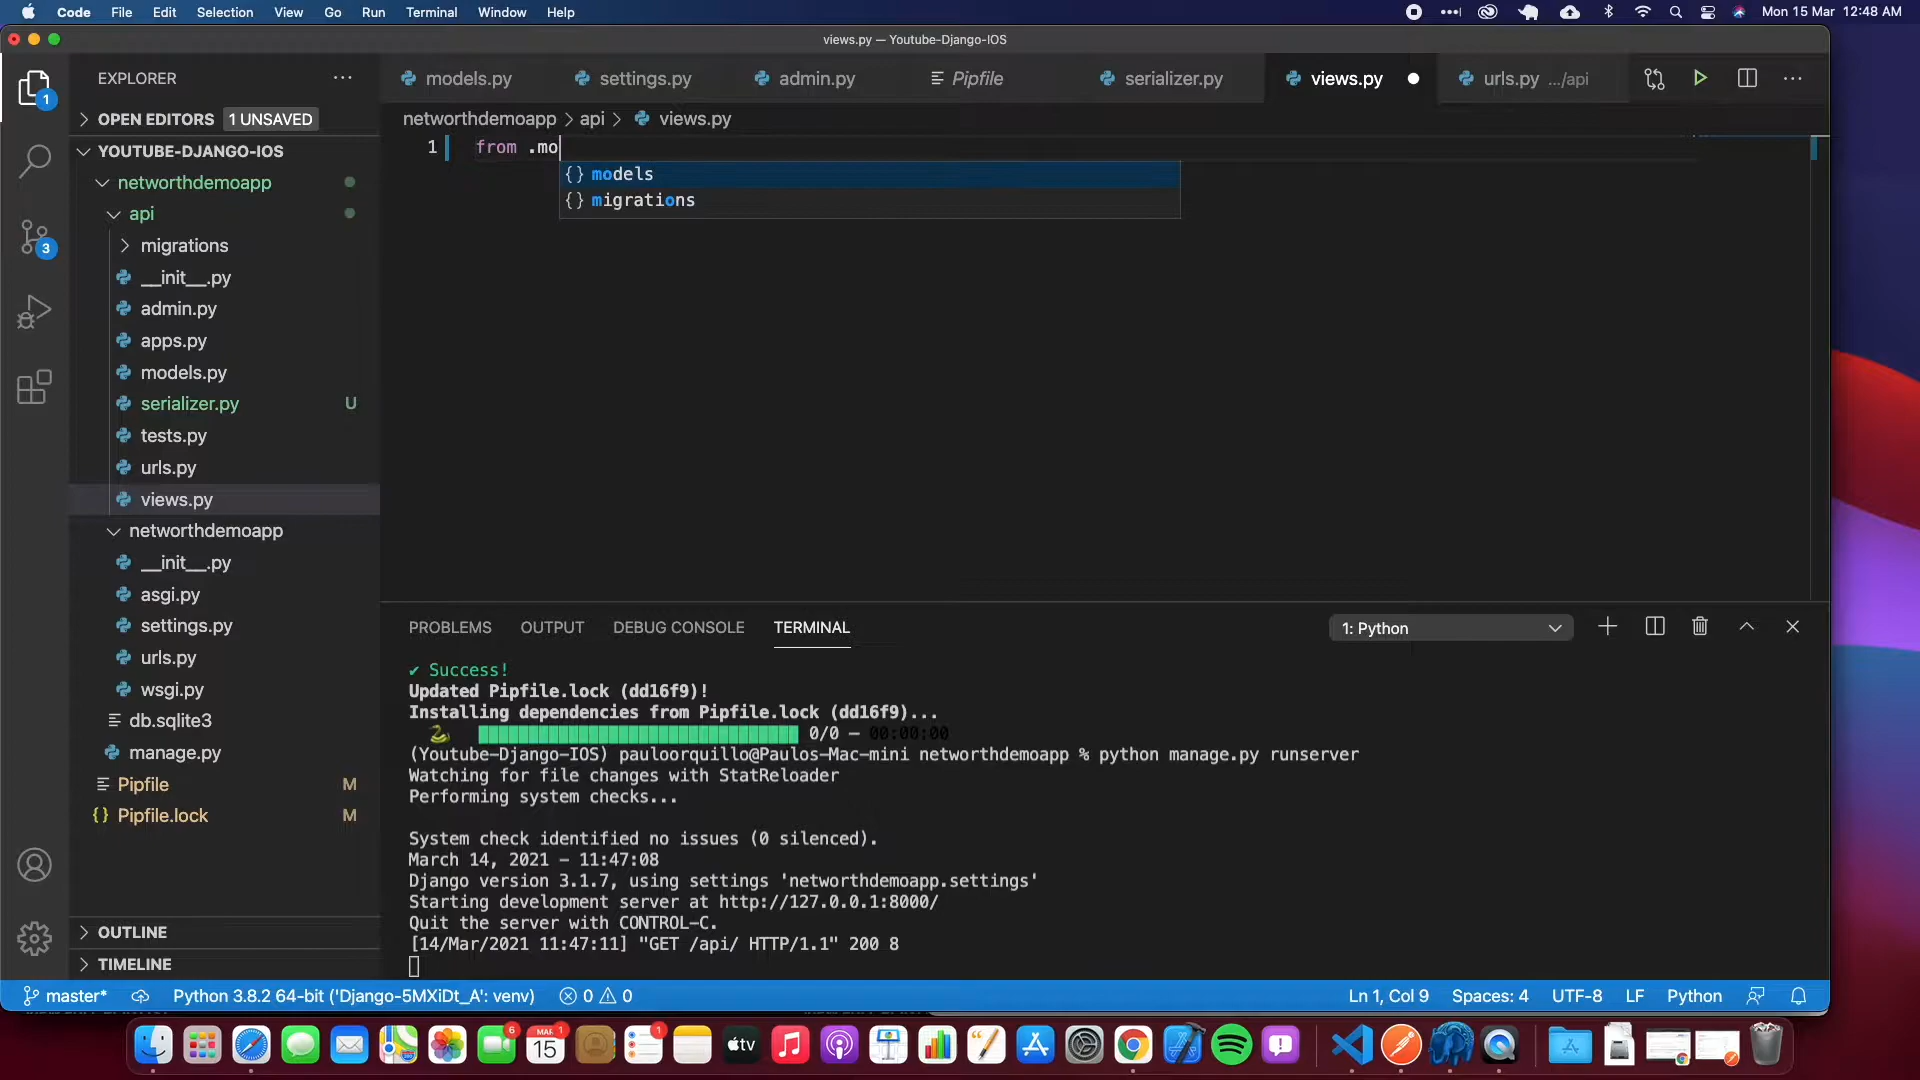 Code File Edit Selection View Go Run Terminal Window Help Mon 15 Mar 12:48 AM
views.py — Youtube-Django-IOS
EXPLORER
models.py settings.py admin.py Pipfile serializer.py views.py urls.py .../api
1
OPEN EDITORS 1 UNSAVED
networthdemoapp > api > views.py
YOUTUBE-DJANGO-IOS
1 from .mo
{} models
{} migrations
networthdemoapp
api
migrations
__init__.py
3
admin.py
apps.py
models.py
serializer.py U
tests.py
urls.py
views.py
networthdemoapp
__init__.py
asgi.py
settings.py
urls.py
wsgi.py
db.sqlite3
manage.py
Pipfile M
{} Pipfile.lock M
OUTLINE
TIMELINE
PROBLEMS OUTPUT DEBUG CONSOLE TERMINAL 1: Python
✔ Success!
Updated Pipfile.lock (dd16f9)!
Installing dependencies from Pipfile.lock (dd16f9)...
0/0 — 00:00:00
(Youtube-Django-IOS) pauloorquillo@Paulos-Mac-mini networthdemoapp % python manage.py runserver
Watching for file changes with StatReloader
Performing system checks...
System check identified no issues (0 silenced).
March 14, 2021 - 11:47:08
Django version 3.1.7, using settings 'networthdemoapp.settings'
Starting development server at http://127.0.0.1:8000/
Quit the server with CONTROL-C.
[14/Mar/2021 11:47:11] "GET /api/ HTTP/1.1" 200 8
master* Python 3.8.2 64-bit ('Django-5MXiDt_A': venv) 0 0 Ln 1, Col 9 Spaces: 4 UTF-8 LF Python
6 MAR 1 15 1 tv